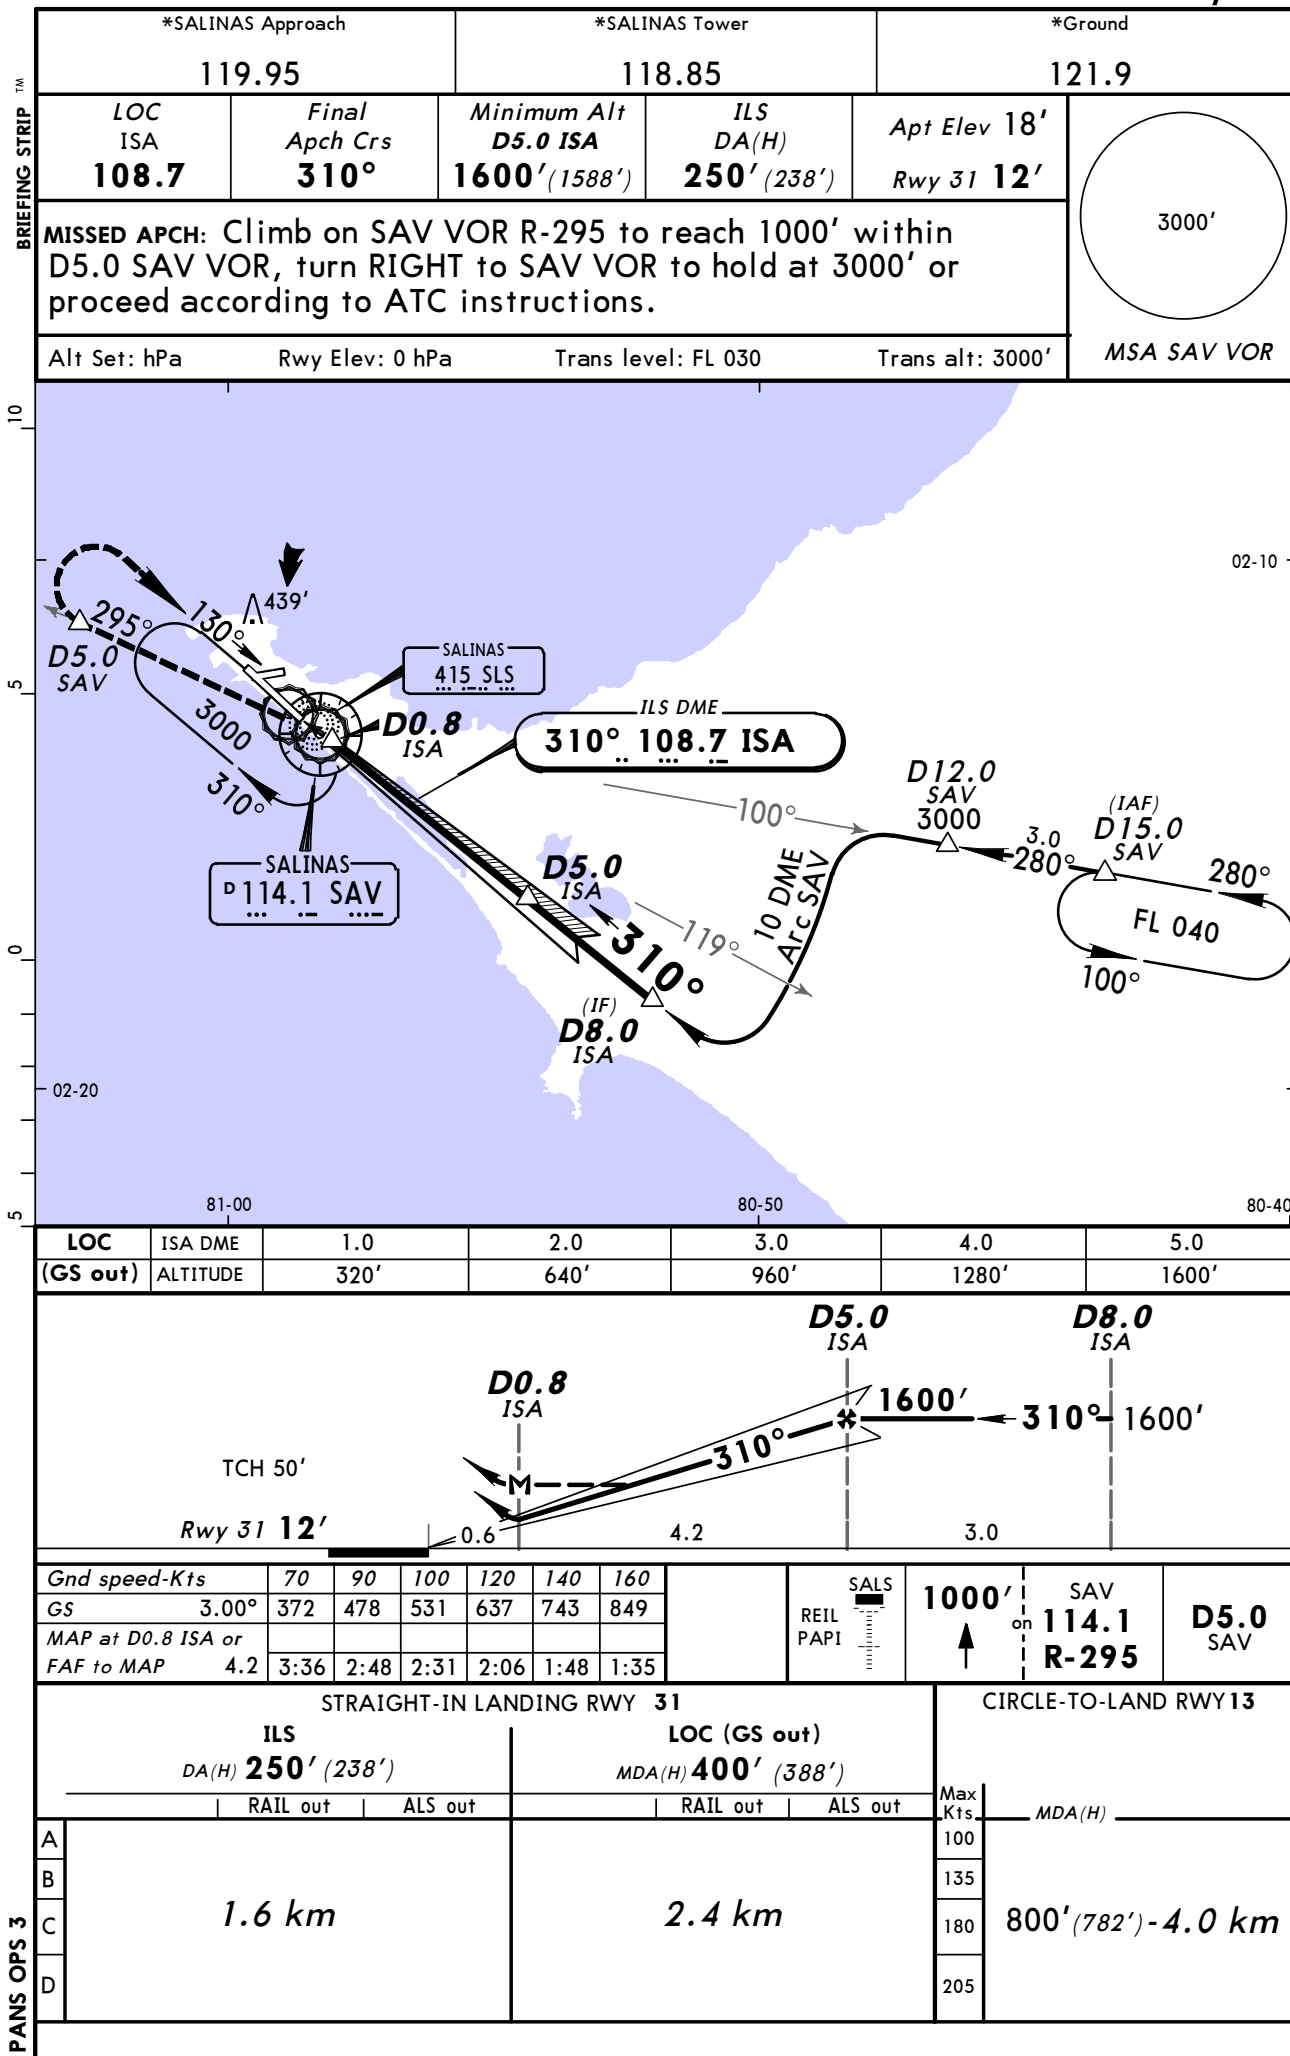 *SALINAS Approach
*SALINAS Tower
*Ground
119.95
118.85
121.9
BRIEFING STRIP TM
LOC
ISA
108.7
Final
Apch Crs
310°
Minimum Alt
D5.0 ISA
1600' (1588')
ILS
DA(H)
250' (238')
Apt Elev 18'
Rwy 31 12'
3000'
MSA SAV VOR
MISSED APCH: Climb on SAV VOR R-295 to reach 1000' within
D5.0 SAV VOR, turn RIGHT to SAV VOR to hold at 3000' or
proceed according to ATC instructions.
Alt Set: hPa
Rwy Elev: 0 hPa
Trans level: FL 030
Trans alt: 3000'
10
5
0
5
02-10
02-20
81-00
80-50
80-40
439'
295°
130°
D5.0
SAV
3000
310°
SALINAS
415 SLS
D0.8
ISA
ILS DME
310° 108.7 ISA
SALINAS
D 114.1 SAV
D5.0
ISA
310°
(IF)
D8.0
ISA
100°
119°
10 DME
Arc SAV
D12.0
SAV
3000
3.0
280°
(IAF)
D15.0
SAV
280°
FL 040
100°
LOC
ISA DME
1.0
2.0
3.0
4.0
5.0
(GS out)
ALTITUDE
320'
640'
960'
1280'
1600'
D5.0
ISA
D8.0
ISA
D0.8
ISA
1600'
310°
1600'
310°
M
TCH 50'
Rwy 31 12'
0.6
4.2
3.0
Gnd speed-Kts 70 90 100 120 140 160
GS 3.00° 372 478 531 637 743 849
MAP at D0.8 ISA or
FAF to MAP 4.2 3:36 2:48 2:31 2:06 1:48 1:35
SALS
REIL
PAPI
1000'
on
SAV
114.1
R-295
D5.0
SAV
STRAIGHT-IN LANDING RWY 31
CIRCLE-TO-LAND RWY 13
ILS
LOC (GS out)
DA(H) 250' (238')
MDA(H) 400' (388')
RAIL out
ALS out
RAIL out
ALS out
Max
Kts
MDA(H)
A
B
C
D
1.6 km
2.4 km
100
135
180
205
800' (782') - 4.0 km
PANS OPS 3